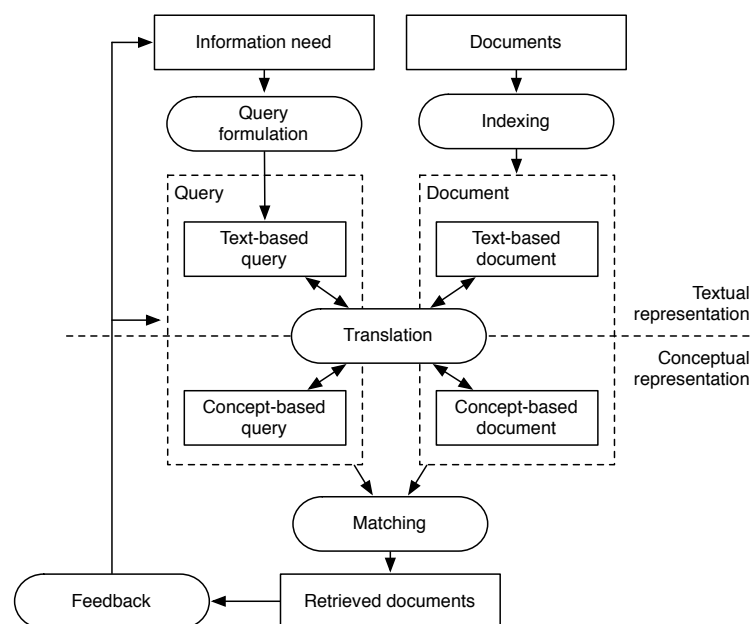 Information need
Documents
Query
formulation
Indexing
Query
Document
Text-based
query
Text-based
document
Textual
representation
Translation
Conceptual
representation
Concept-based
query
Concept-based
document
Matching
Feedback
Retrieved documents